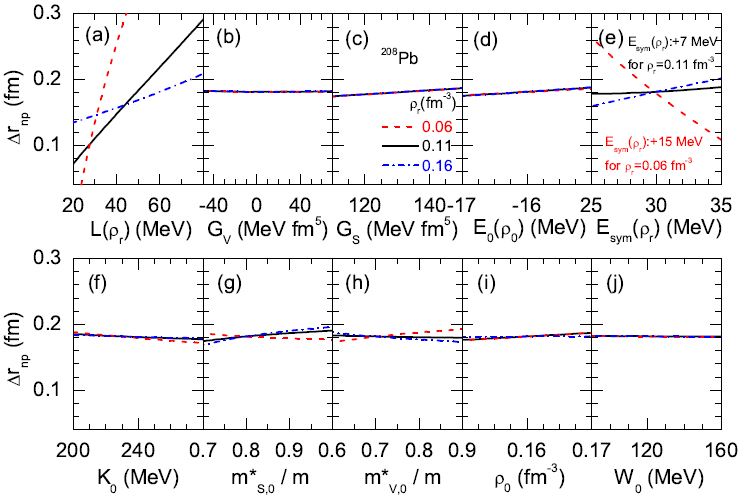 0.3
0.2
0.1
Δr_np (fm)
(a)
(b)
(c)
(d)
(e)
²⁰⁸Pb
ρ_r(fm⁻³)
0.06
0.11
0.16
E_sym(ρ_r):+7 MeV
for ρ_r=0.11 fm⁻³
E_sym(ρ_r):+15 MeV
for ρ_r=0.06 fm⁻³
20 40 60 -40 0 40 120 140 -17 -16 25 30 35
L(ρ_r) (MeV) G_V (MeV fm⁵) G_S (MeV fm⁵) E_0(ρ_0) (MeV) E_sym(ρ_r) (MeV)
0.3
0.2
0.1
Δr_np (fm)
(f)
(g)
(h)
(i)
(j)
200 240 0.7 0.8 0.9 0.6 0.7 0.8 0.9 0.16 0.17 120 160
K_0 (MeV) m*_S,0 / m m*_V,0 / m ρ_0 (fm⁻³) W_0 (MeV)